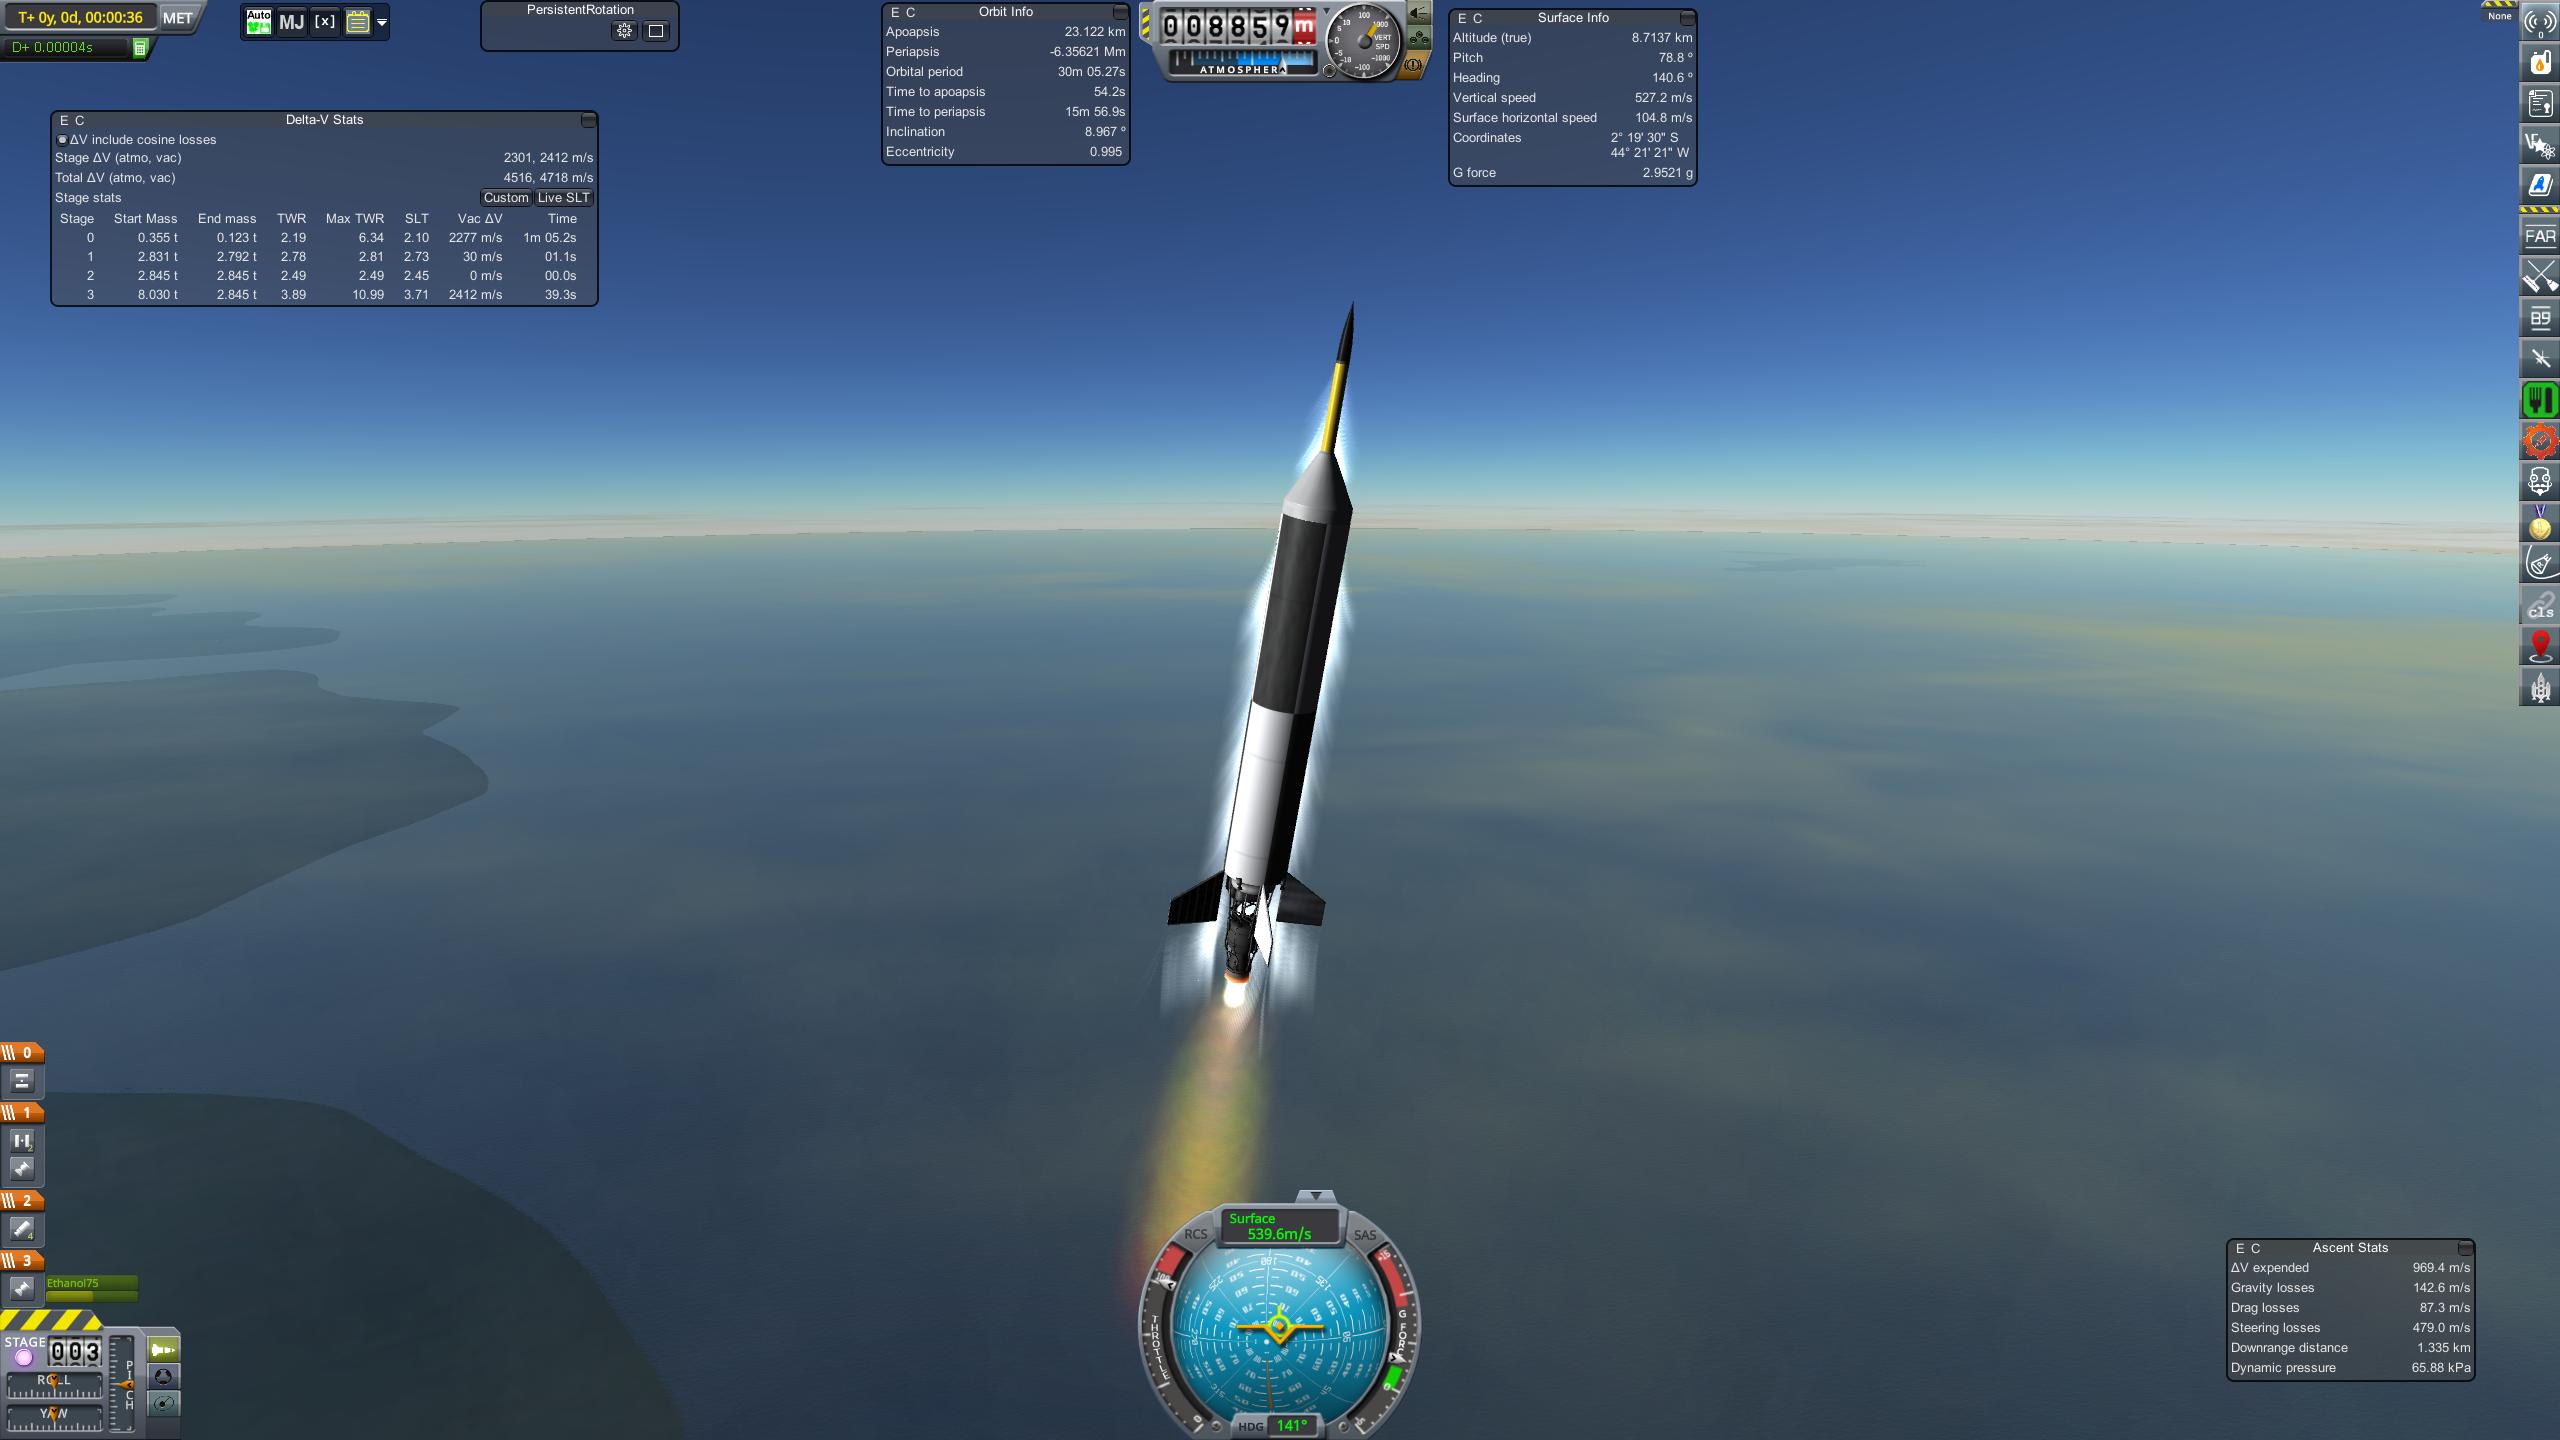 T+ 0y, 0d, 00:00:36 MET
D+ 0.00004s
Auto MJ [x]
PersistentRotation
E C Delta-V Stats
ΔV include cosine losses
Stage ΔV (atmo, vac) 2301, 2412 m/s
Total ΔV (atmo, vac) 4516, 4718 m/s
Stage stats Custom Live SLT
Stage Start Mass End mass TWR Max TWR SLT Vac ΔV Time
0 0.355 t 0.123 t 2.19 6.34 2.10 2277 m/s 1m 05.2s
1 2.831 t 2.792 t 2.78 2.81 2.73 30 m/s 01.1s
2 2.845 t 2.845 t 2.49 2.49 2.45 0 m/s 00.0s
3 8.030 t 2.845 t 3.89 10.99 3.71 2412 m/s 39.3s
E C Orbit Info
Apoapsis 23.122 km
Periapsis -6.35621 Mm
Orbital period 30m 05.27s
Time to apoapsis 54.2s
Time to periapsis 15m 56.9s
Inclination 8.967 º
Eccentricity 0.995
008859m
ATMOSPHERE
VERT SPD
E C Surface Info
Altitude (true) 8.7137 km
Pitch 78.8 º
Heading 140.6 º
Vertical speed 527.2 m/s
Surface horizontal speed 104.8 m/s
Coordinates 2° 19' 30" S
44° 21' 21" W
G force 2.9521 g
None
0
FAR
B9
cls
0
1
2
3
Ethanol75
STAGE 003
ROLL
YAW
PITCH
RCS
Surface
539.6m/s
SAS
THROTTLE
G FORCE
HDG 141°
E C Ascent Stats
ΔV expended 969.4 m/s
Gravity losses 142.6 m/s
Drag losses 87.3 m/s
Steering losses 479.0 m/s
Downrange distance 1.335 km
Dynamic pressure 65.88 kPa